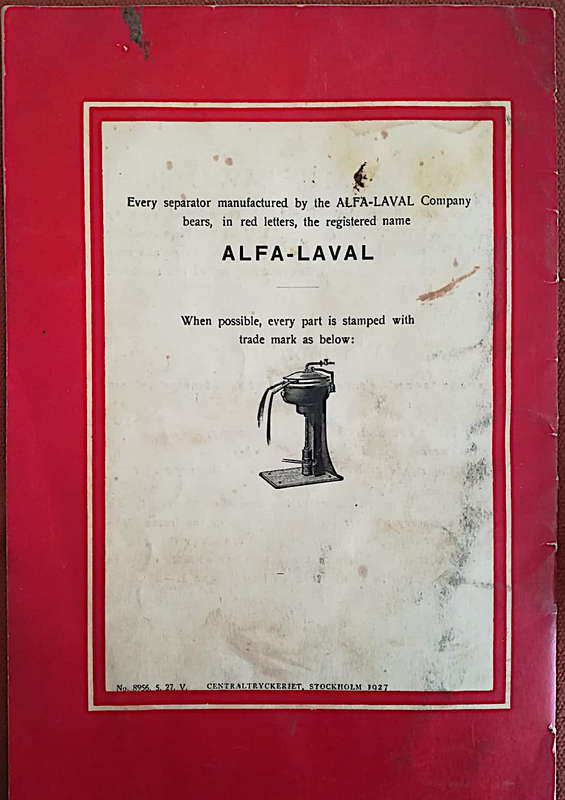 Every separator manufactured by the ALFA-LAVAL Company
bears, in red letters, the registered name
ALFA-LAVAL
When possible, every part is stamped with
trade mark as below:
No. 8956. 5. 27. V. CENTRALTRYCKERIET, STOCKHOLM 1927